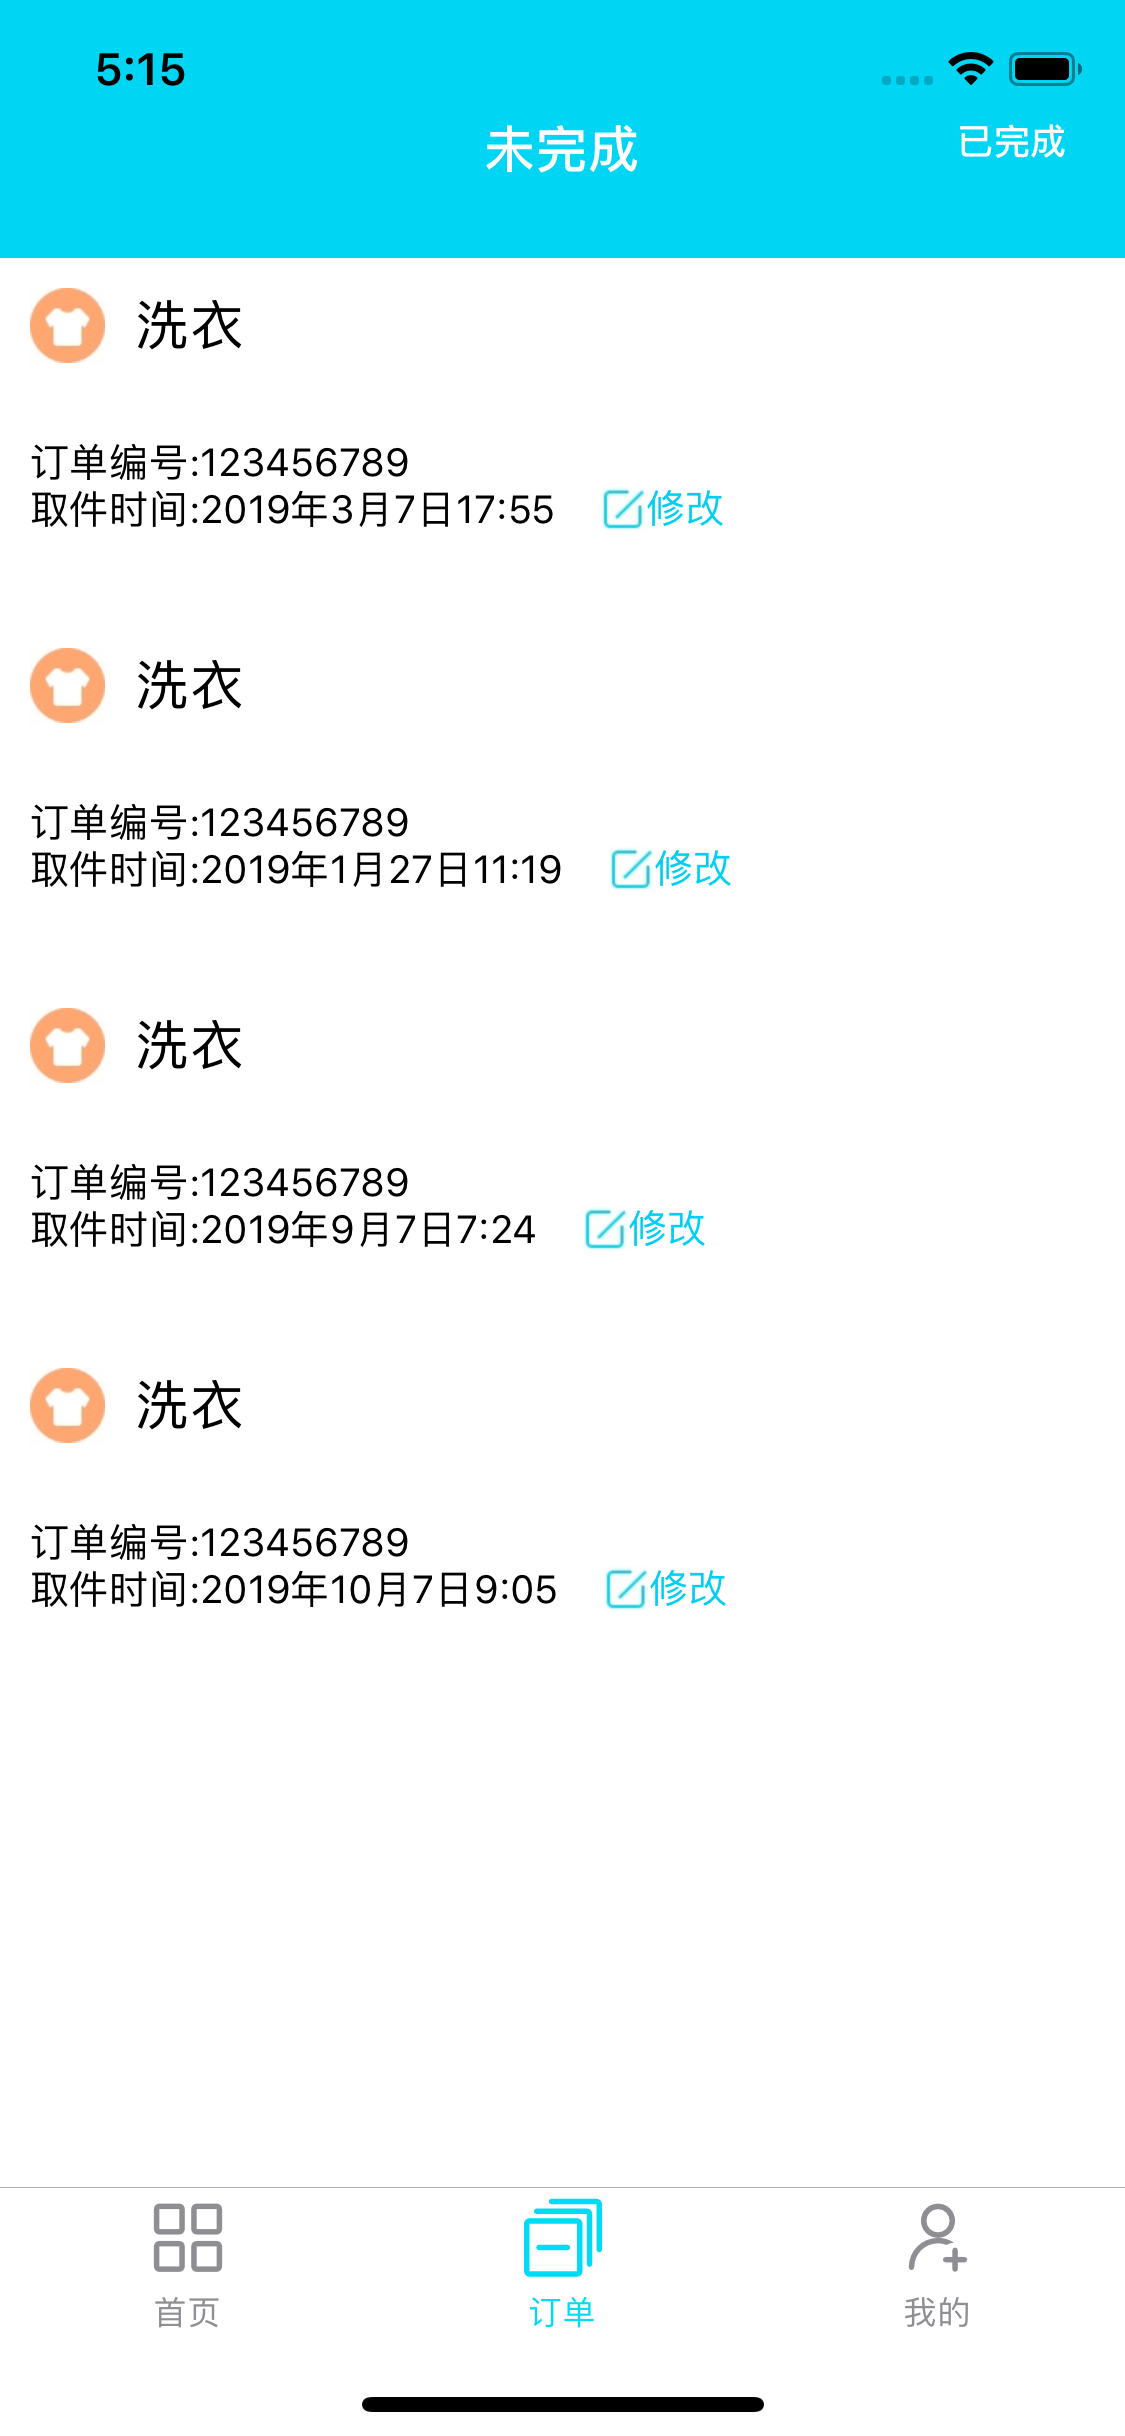 5:15
未完成
已完成
洗衣
订单编号:123456789
取件时间:2019年3月7日17:55 修改
洗衣
订单编号:123456789
取件时间:2019年1月27日11:19 修改
洗衣
订单编号:123456789
取件时间:2019年9月7日7:24 修改
洗衣
订单编号:123456789
取件时间:2019年10月7日9:05 修改
首页 订单 我的